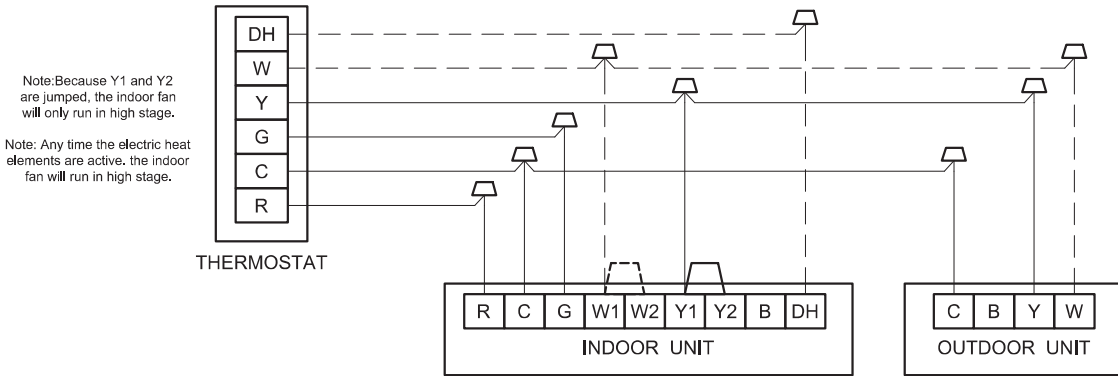 DH
W
Y
G
C
R
THERMOSTAT
Note:Because Y1 and Y2
are jumped, the indoor fan
will only run in high stage.
Note: Any time the electric heat
elements are active. the indoor
fan will run in high stage.
R C G W1 W2 Y1 Y2 B DH
INDOOR UNIT
C B Y W
OUTDOOR UNIT